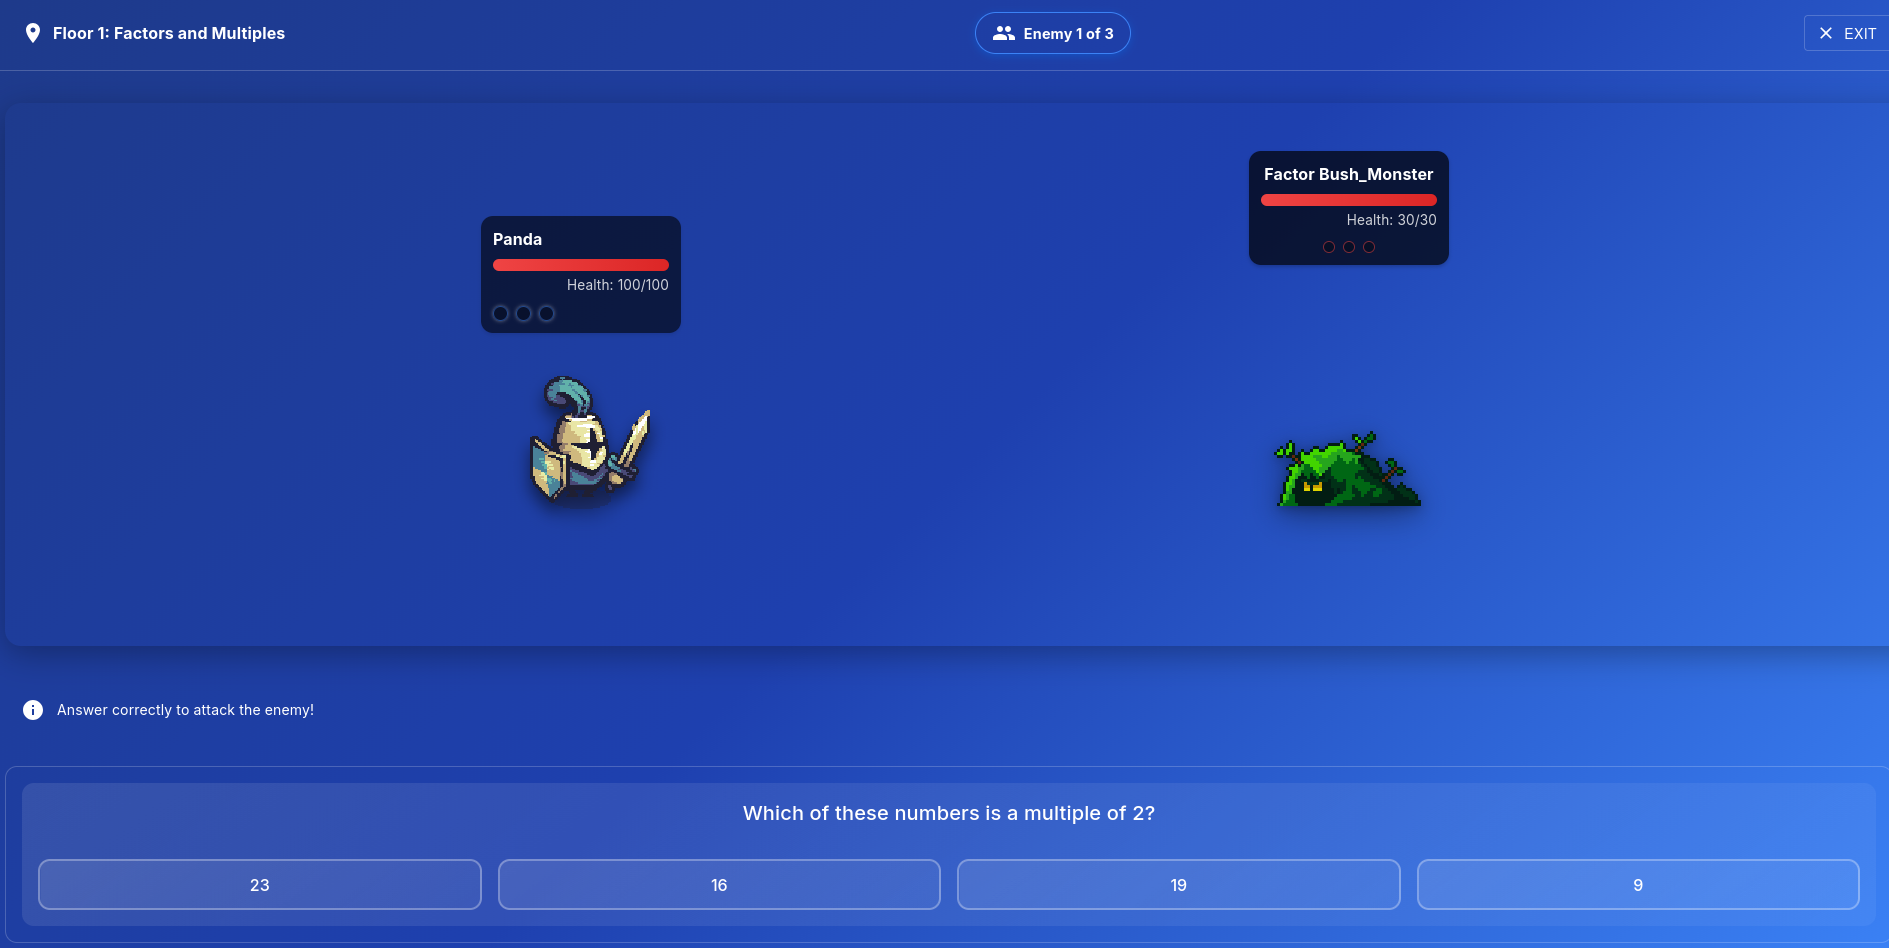 Floor 1: Factors and Multiples
Enemy 1 of 3
EXIT
Factor Bush_Monster
Health: 30/30
Panda
Health: 100/100
Answer correctly to attack the enemy!
Which of these numbers is a multiple of 2?
23
16
19
9